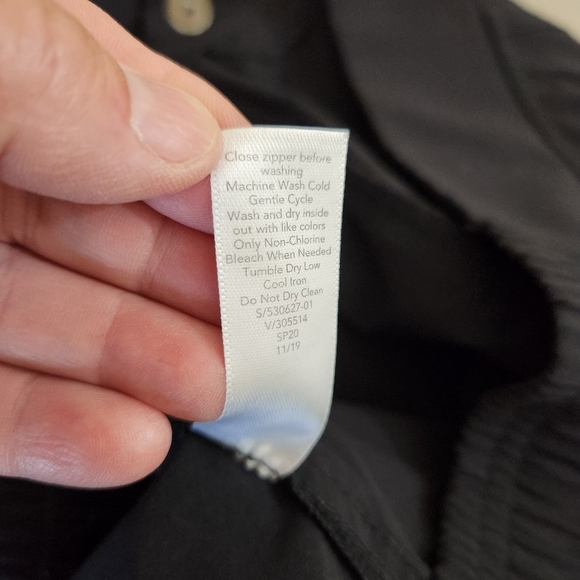 Close zipper before
washing
Machine Wash Cold
Gentle Cycle
Wash and dry inside
out with like colors
Only Non-Chlorine
Bleach When Needed
Tumble Dry Low
Cool Iron
Do Not Dry Clean
S/530627-01
V/305514
SP20
11/19